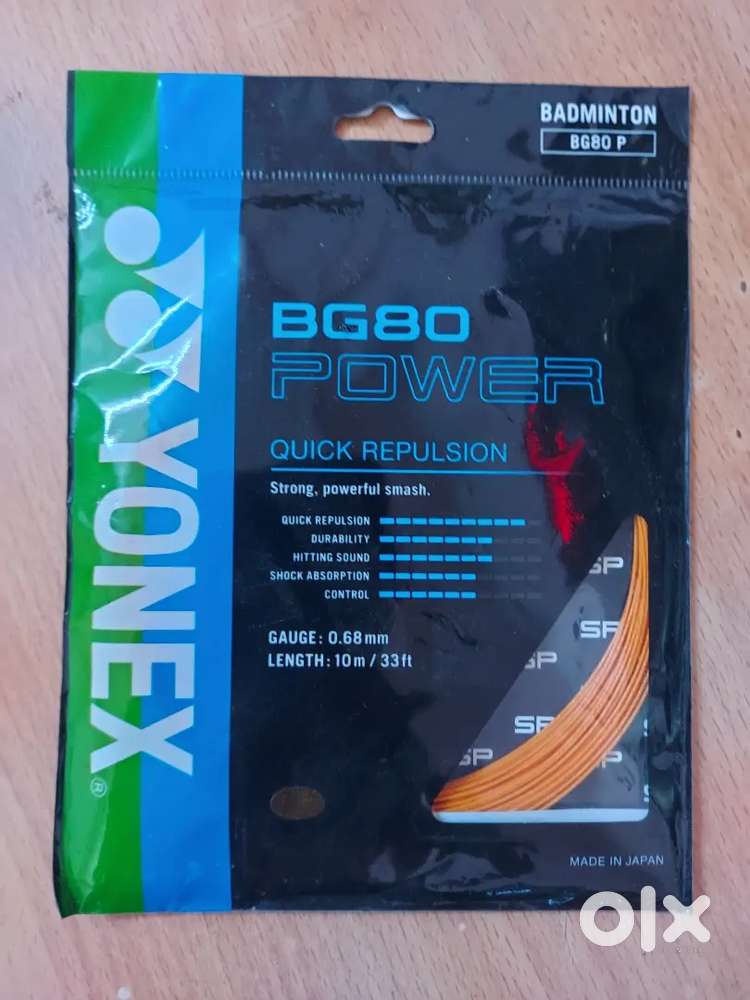 BADMINTON
BG80 P
YONEX®
BG80
POWER
QUICK REPULSION
Strong, powerful smash.
QUICK REPULSION
DURABILITY
HITTING SOUND
SHOCK ABSORPTION
CONTROL
GAUGE: 0.68mm
LENGTH: 10m/33ft
SP
SP
SP
SP
SP
SP
MADE IN JAPAN
olx